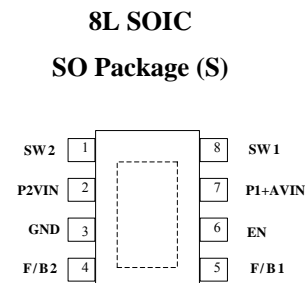 8L SOIC
SO Package (S)
SW2 1 8 SW1
P2VIN 2 7 P1+AVIN
GND 3 6 EN
F/B2 4 5 F/B1